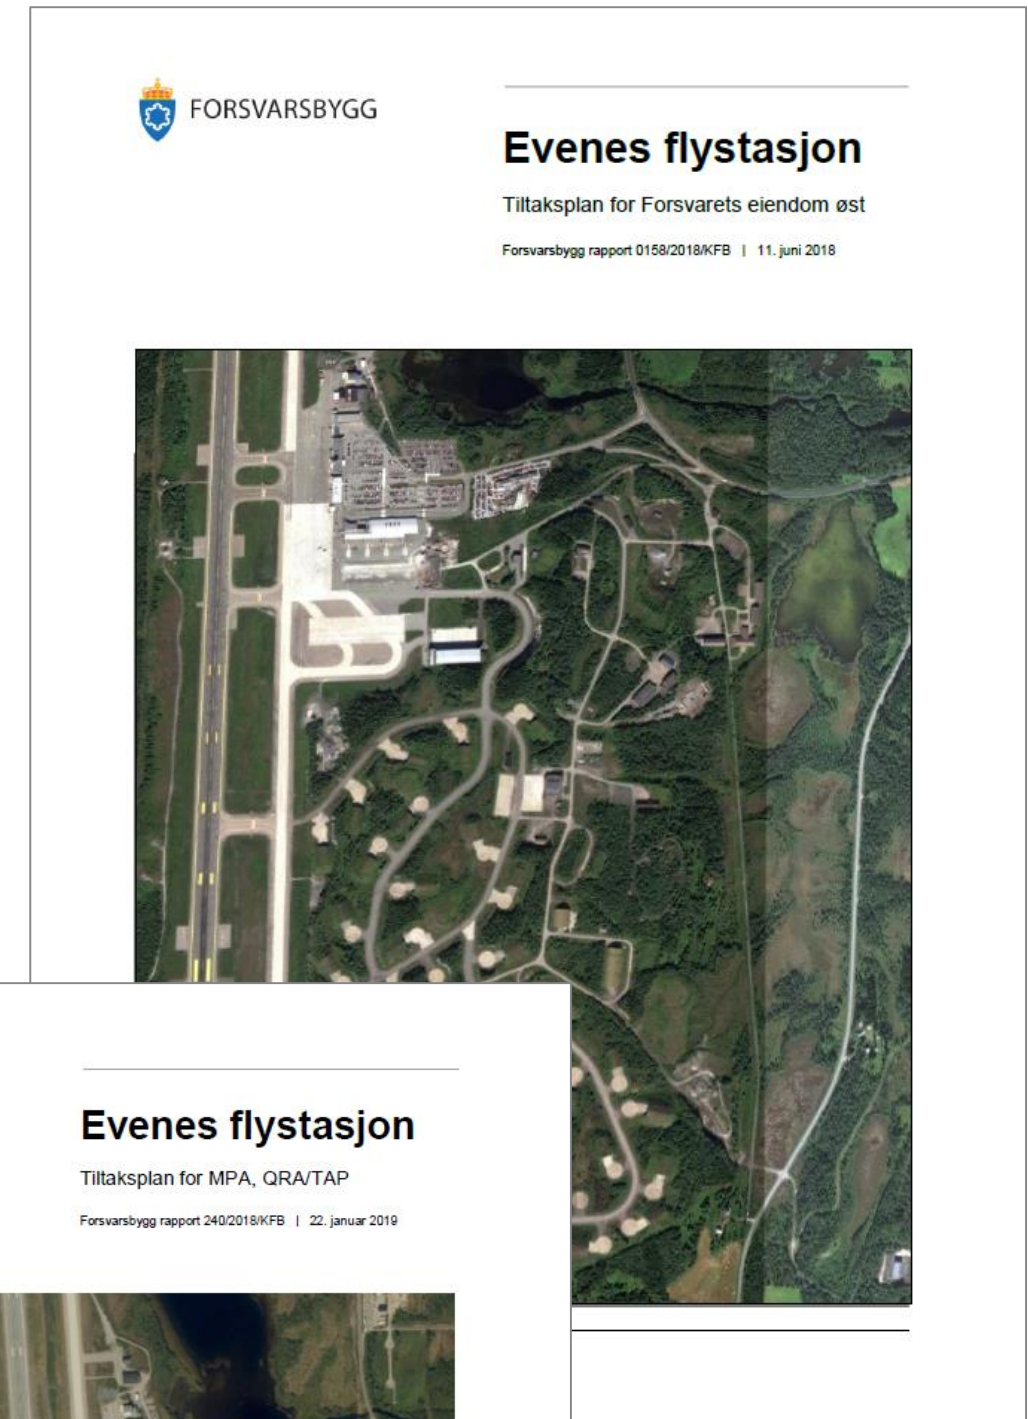 FORSVARSBYGG
Evenes flystasjon
Tiltaksplan for Forsvarets eiendom øst
Forsvarsbygg rapport 0158/2018/KFB | 11. juni 2018
Evenes flystasjon
Tiltaksplan for MPA, QRA/TAP
Forsvarsbygg rapport 240/2018/KFB | 22. januar 2019